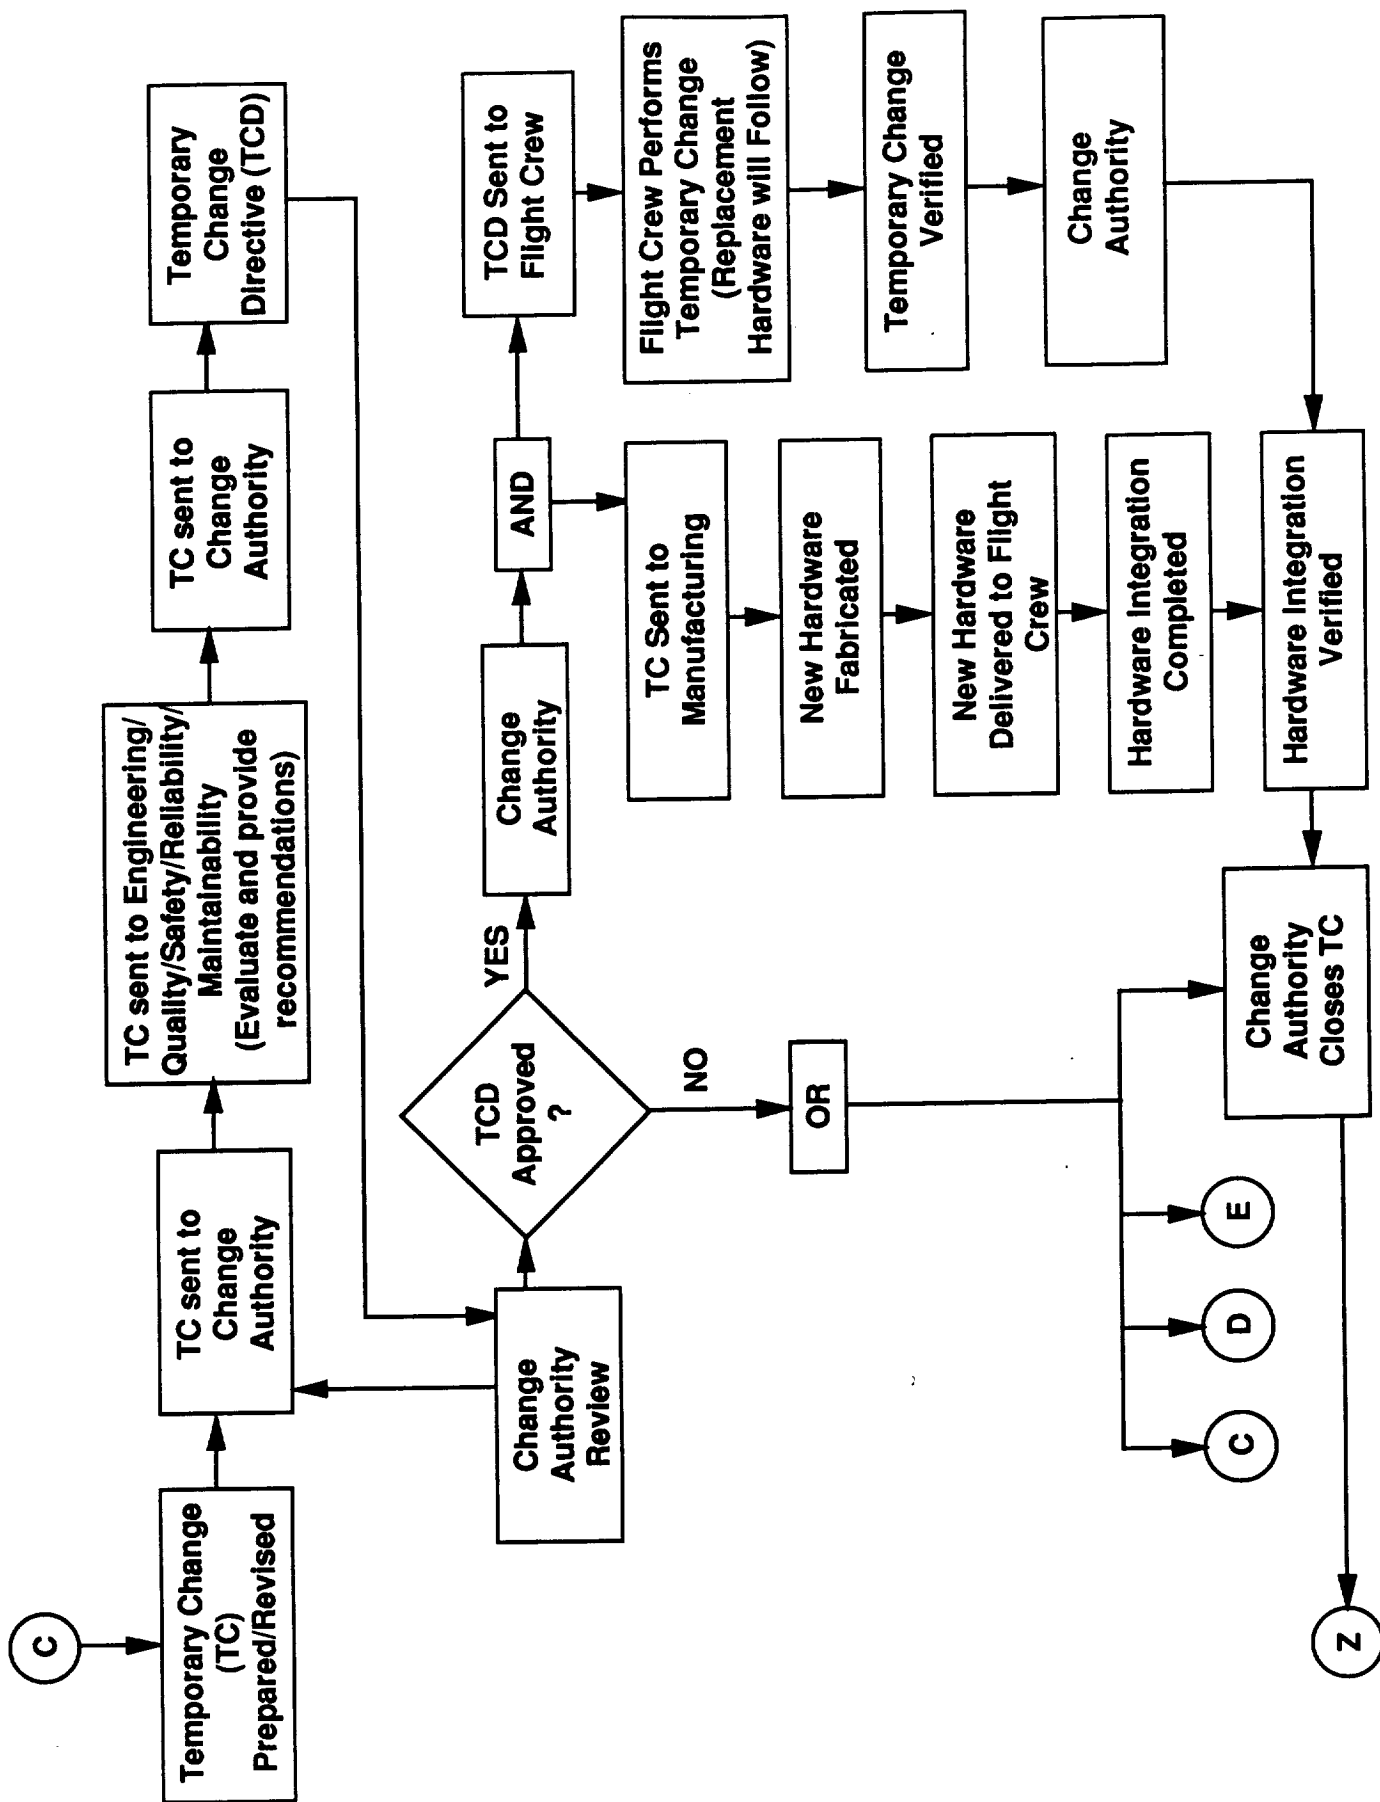 C
Temporary Change
(TC)
Prepared/Revised
TC sent to
Change
Authority
TC sent to Engineering/
Quality/Safety/Reliability/
Maintainability
(Evaluate and provide
recommendations)
TC sent to
Change
Authority
Temporary
Change
Directive (TCD)
Change
Authority
Review
TCD
Approved
?
YES
NO
Change
Authority
AND
TCD Sent to
Flight Crew
Flight Crew Performs
Temporary Change
(Replacement
Hardware will Follow)
Temporary Change
Verified
Change
Authority
TC Sent to
Manufacturing
New Hardware
Fabricated
New Hardware
Delivered to Flight
Crew
Hardware Integration
Completed
Hardware Integration
Verified
OR
C
D
E
Change
Authority
Closes TC
Z